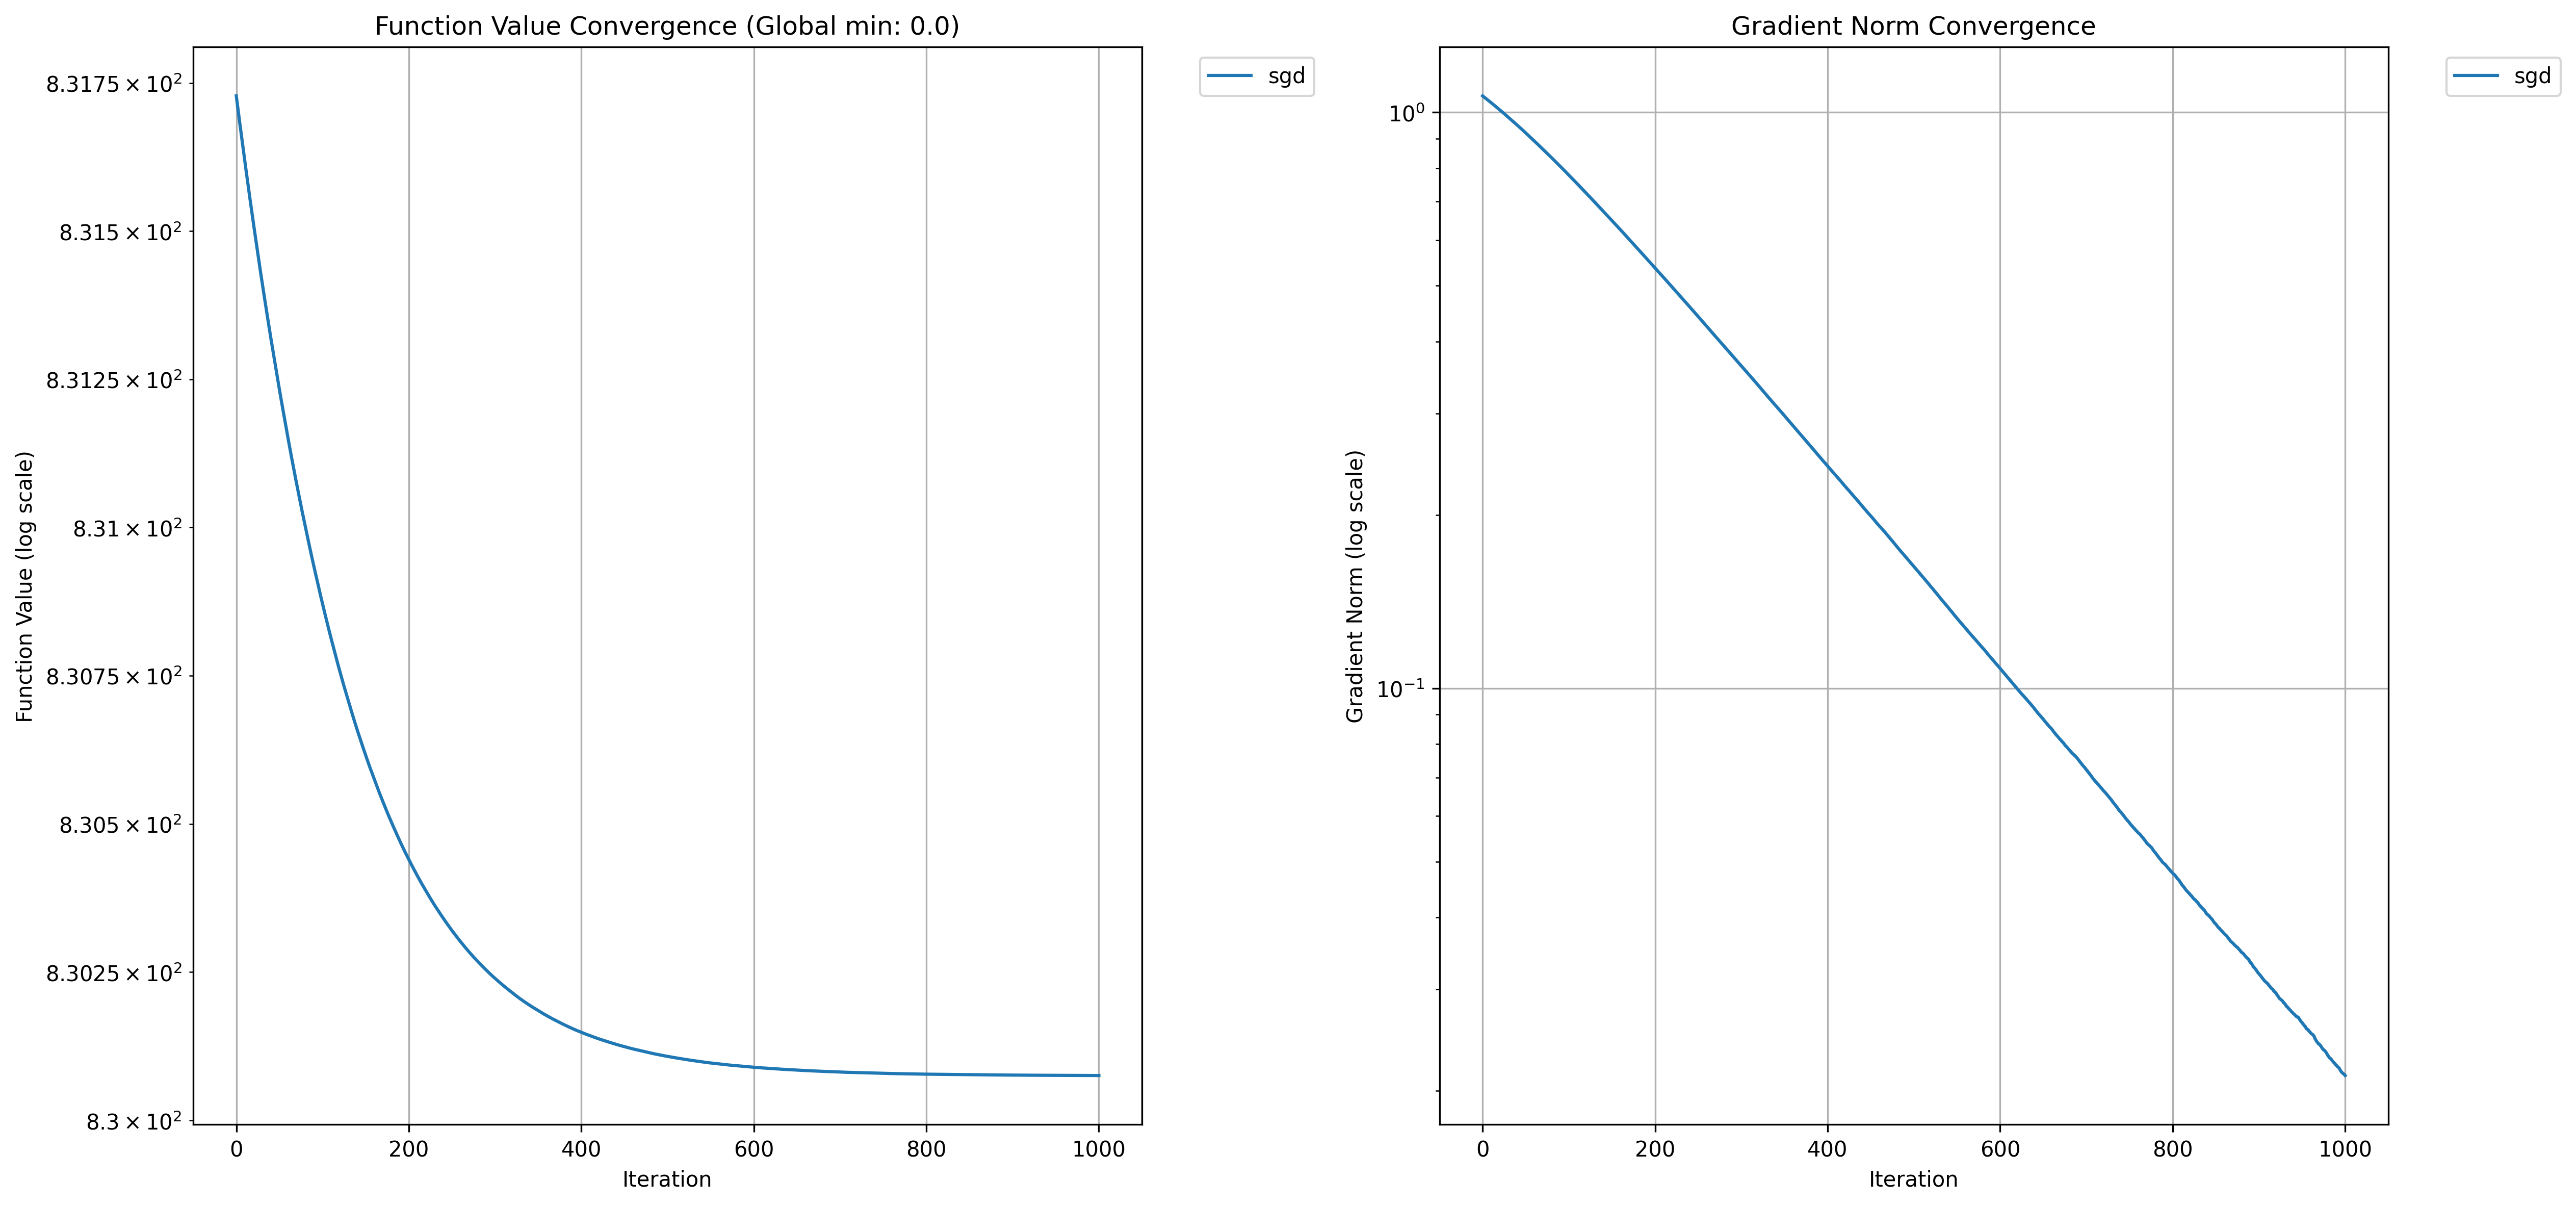 Function Value Convergence (Global min: 0.0)
8.3175 × 10²
8.315 × 10²
8.3125 × 10²
8.31 × 10²
8.3075 × 10²
8.305 × 10²
8.3025 × 10²
8.3 × 10²
Function Value (log scale)
0 200 400 600 800 1000
Iteration
sgd
Gradient Norm Convergence
10⁰
10⁻¹
Gradient Norm (log scale)
0 200 400 600 800 1000
Iteration
sgd